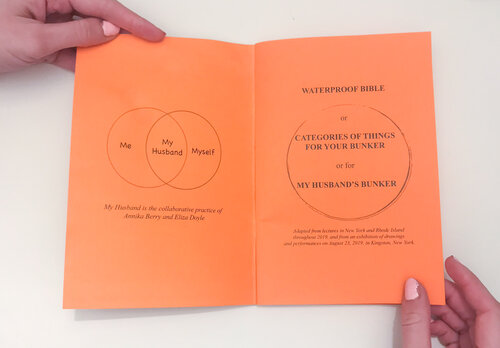 Me
My
Husband
Myself
My Husband is the collaborative practice of
Annika Berry and Eliza Doyle
WATERPROOF BIBLE
or
CATEGORIES OF THINGS
FOR YOUR BUNKER
or for
MY HUSBAND'S BUNKER
Adapted from lectures in New York and Rhode Island
throughout 2019, and from an exhibition of drawings
and performances on August 23, 2019, in Kingston, New York.